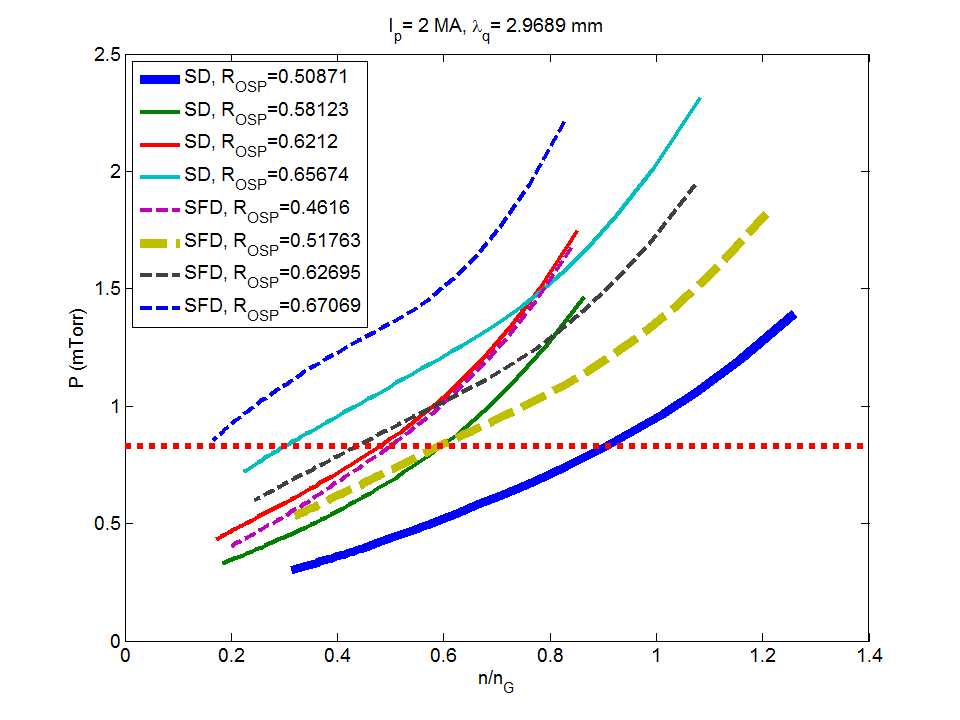 I_p= 2 MA, λ_q= 2.9689 mm
2.5
2
1.5
1
0.5
0
P (mTorr)
SD, R_OSP=0.50871
SD, R_OSP=0.58123
SD, R_OSP=0.6212
SD, R_OSP=0.65674
SFD, R_OSP=0.4616
SFD, R_OSP=0.51763
SFD, R_OSP=0.62695
SFD, R_OSP=0.67069
0 0.2 0.4 0.6 0.8 1 1.2 1.4
n/n_G